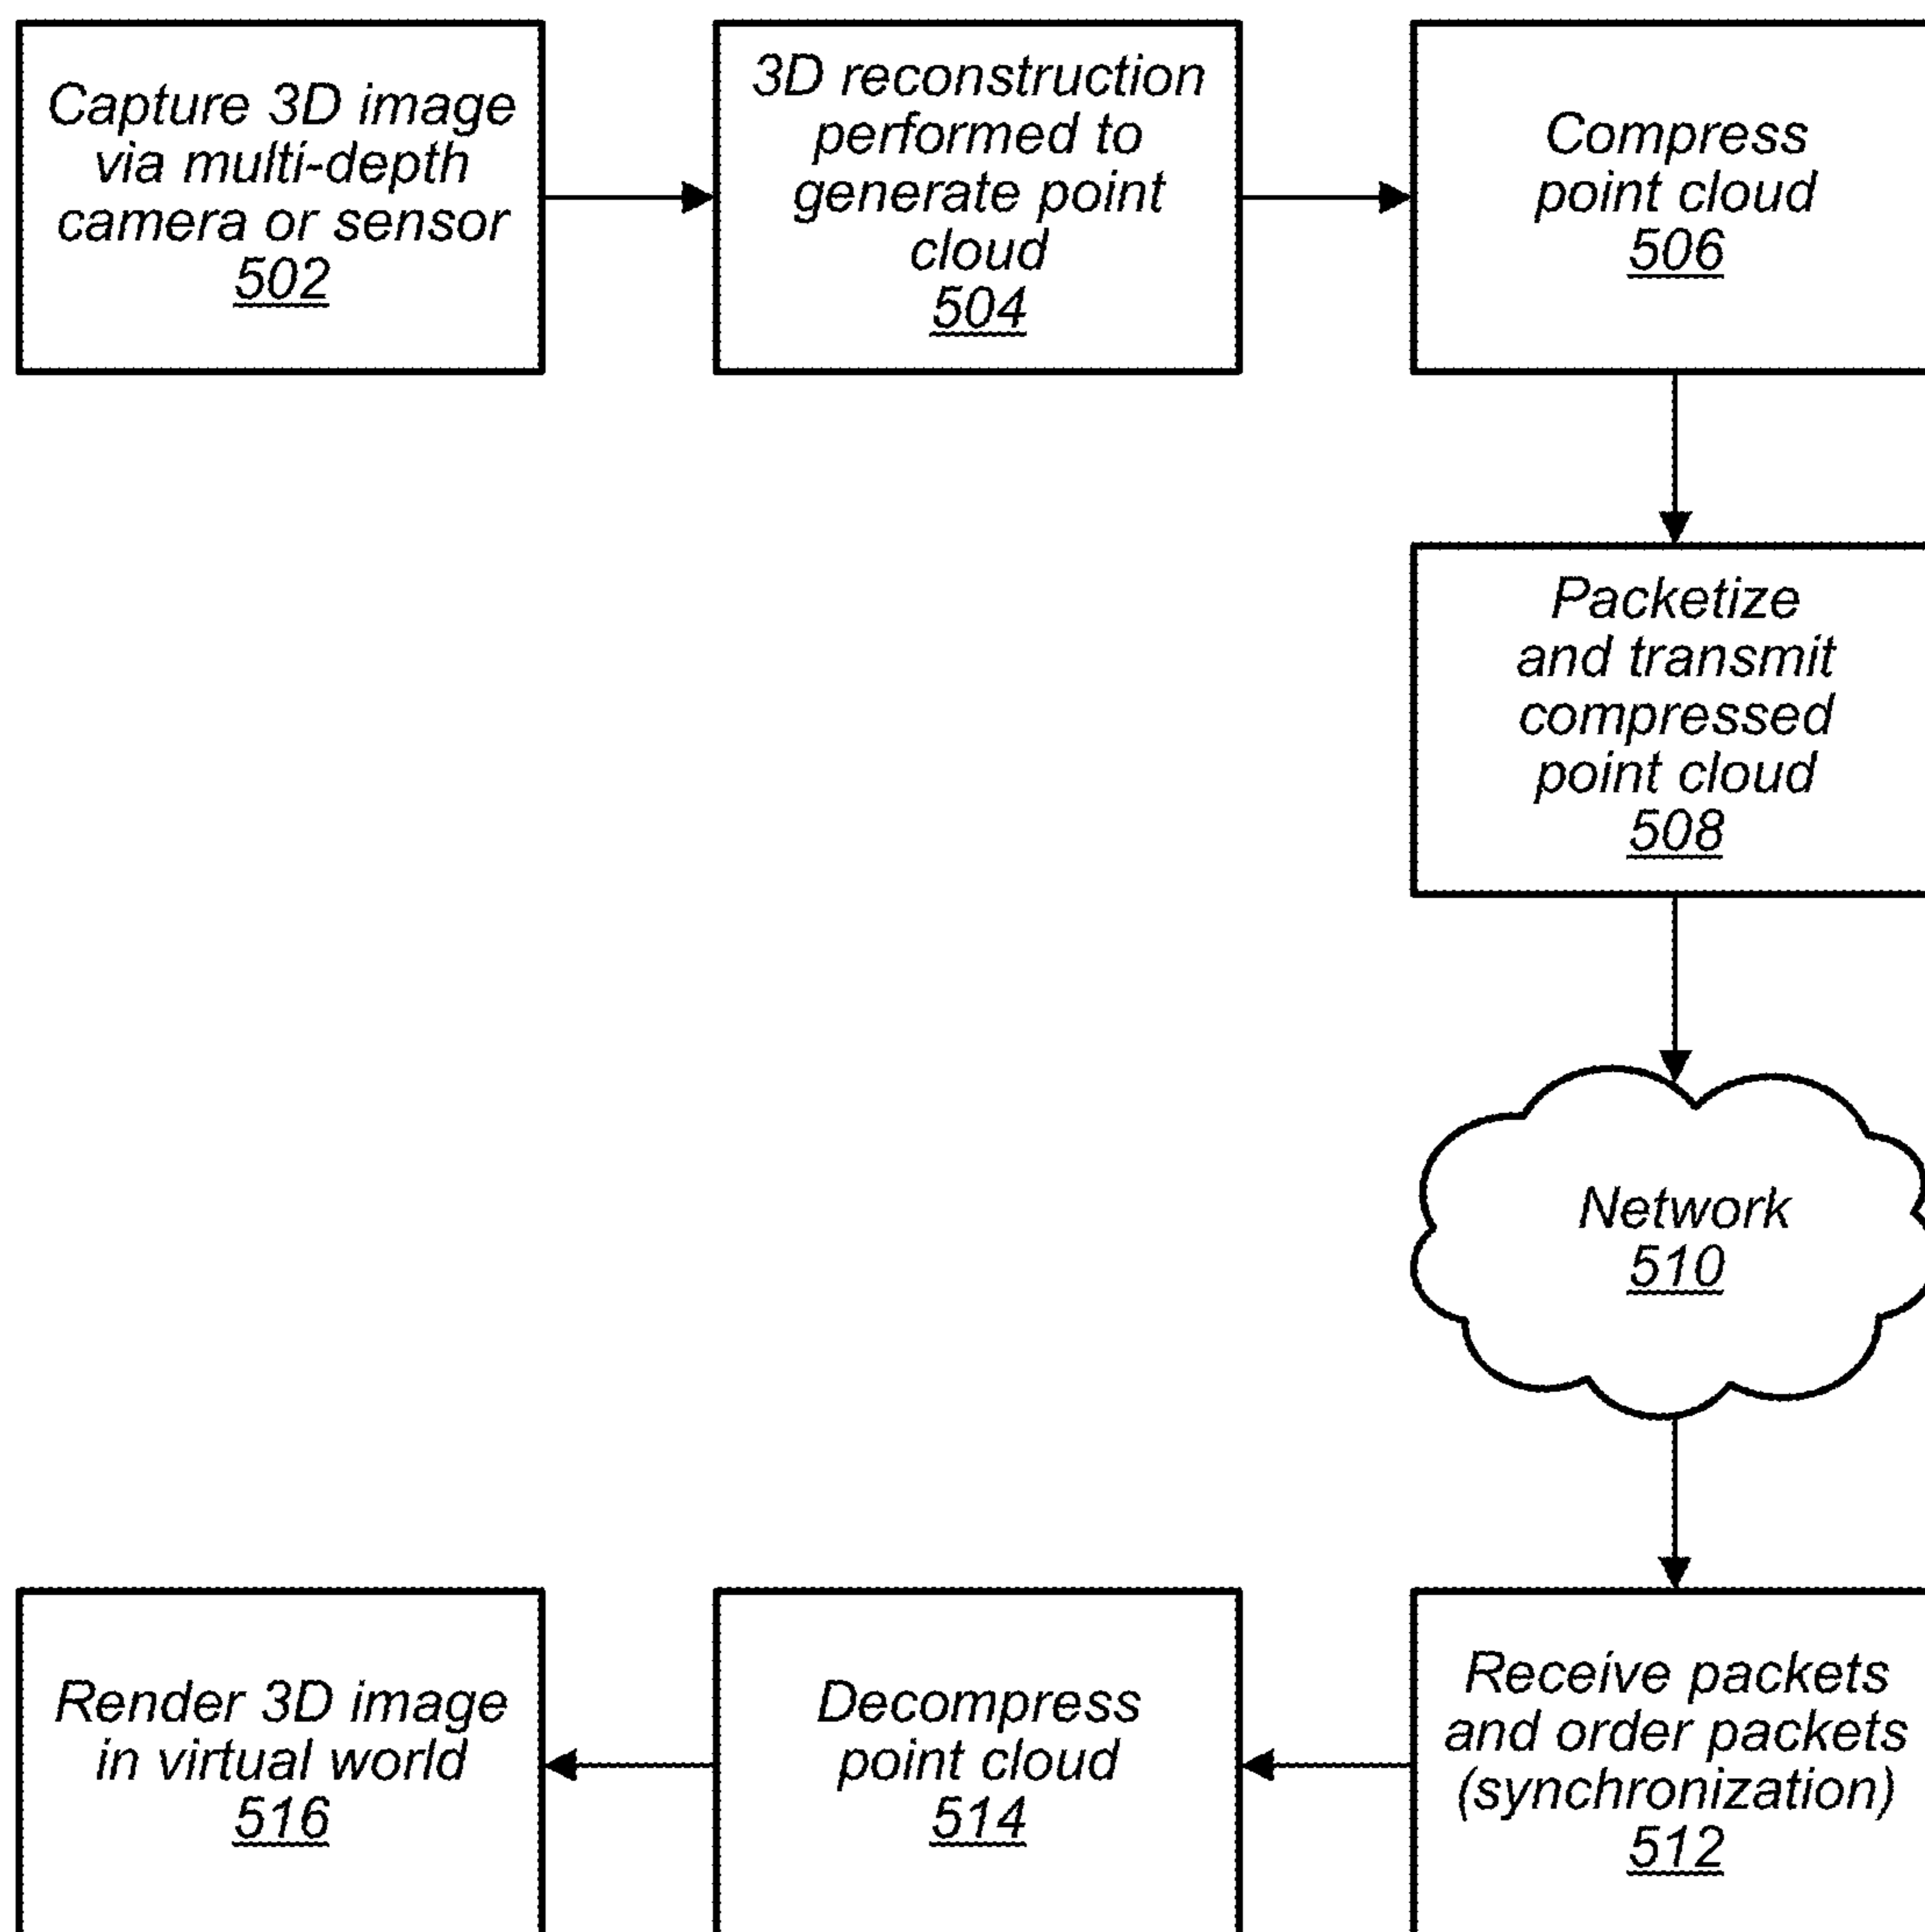 Capture 3D image
via multi-depth
camera or sensor
502
3D reconstruction
performed to
generate point
cloud
504
Compress
point cloud
506
Packetize
and transmit
compressed
point cloud
508
Network
510
Receive packets
and order packets
(synchronization)
512
Decompress
point cloud
514
Render 3D image
in virtual world
516